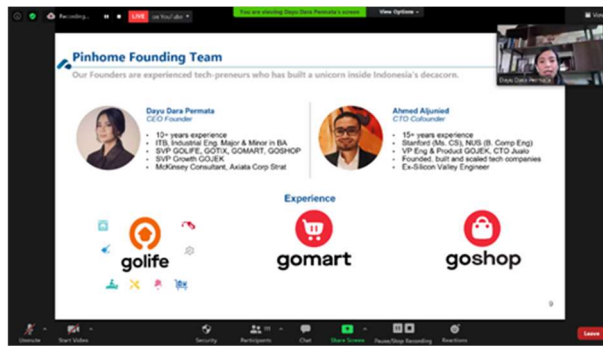 Recording...
LIVE
on YouTube
You are viewing Dayu Dara Permata's screen
View Options
View
Pinhome Founding Team
Our Founders are experienced tech-preneurs who has built a unicorn inside Indonesia's decacorn.
Dayu Dara Permata
Dayu Dara Permata
CEO Founder
10+ years experience
ITB, Industrial Eng. Major & Minor in BA
SVP GOLIFE, GOTIX, GOMART, GOSHOP
SVP Growth GOJEK
McKinsey Consultant, Axiata Corp Strat
Ahmed Aljunied
CTO Cofounder
15+ years experience
Stanford (Ms. CS), NUS (B. Comp Eng)
VP Eng & Product GOJEK, CTO Jualo
Founded, built and scaled tech companies
Ex-Silicon Valley Engineer
Experience
golife
gomart
goshop
9
Unmute
Start Video
Security
Participants
Chat
Share Screen
Pause/Stop Recording
Reactions
Leave